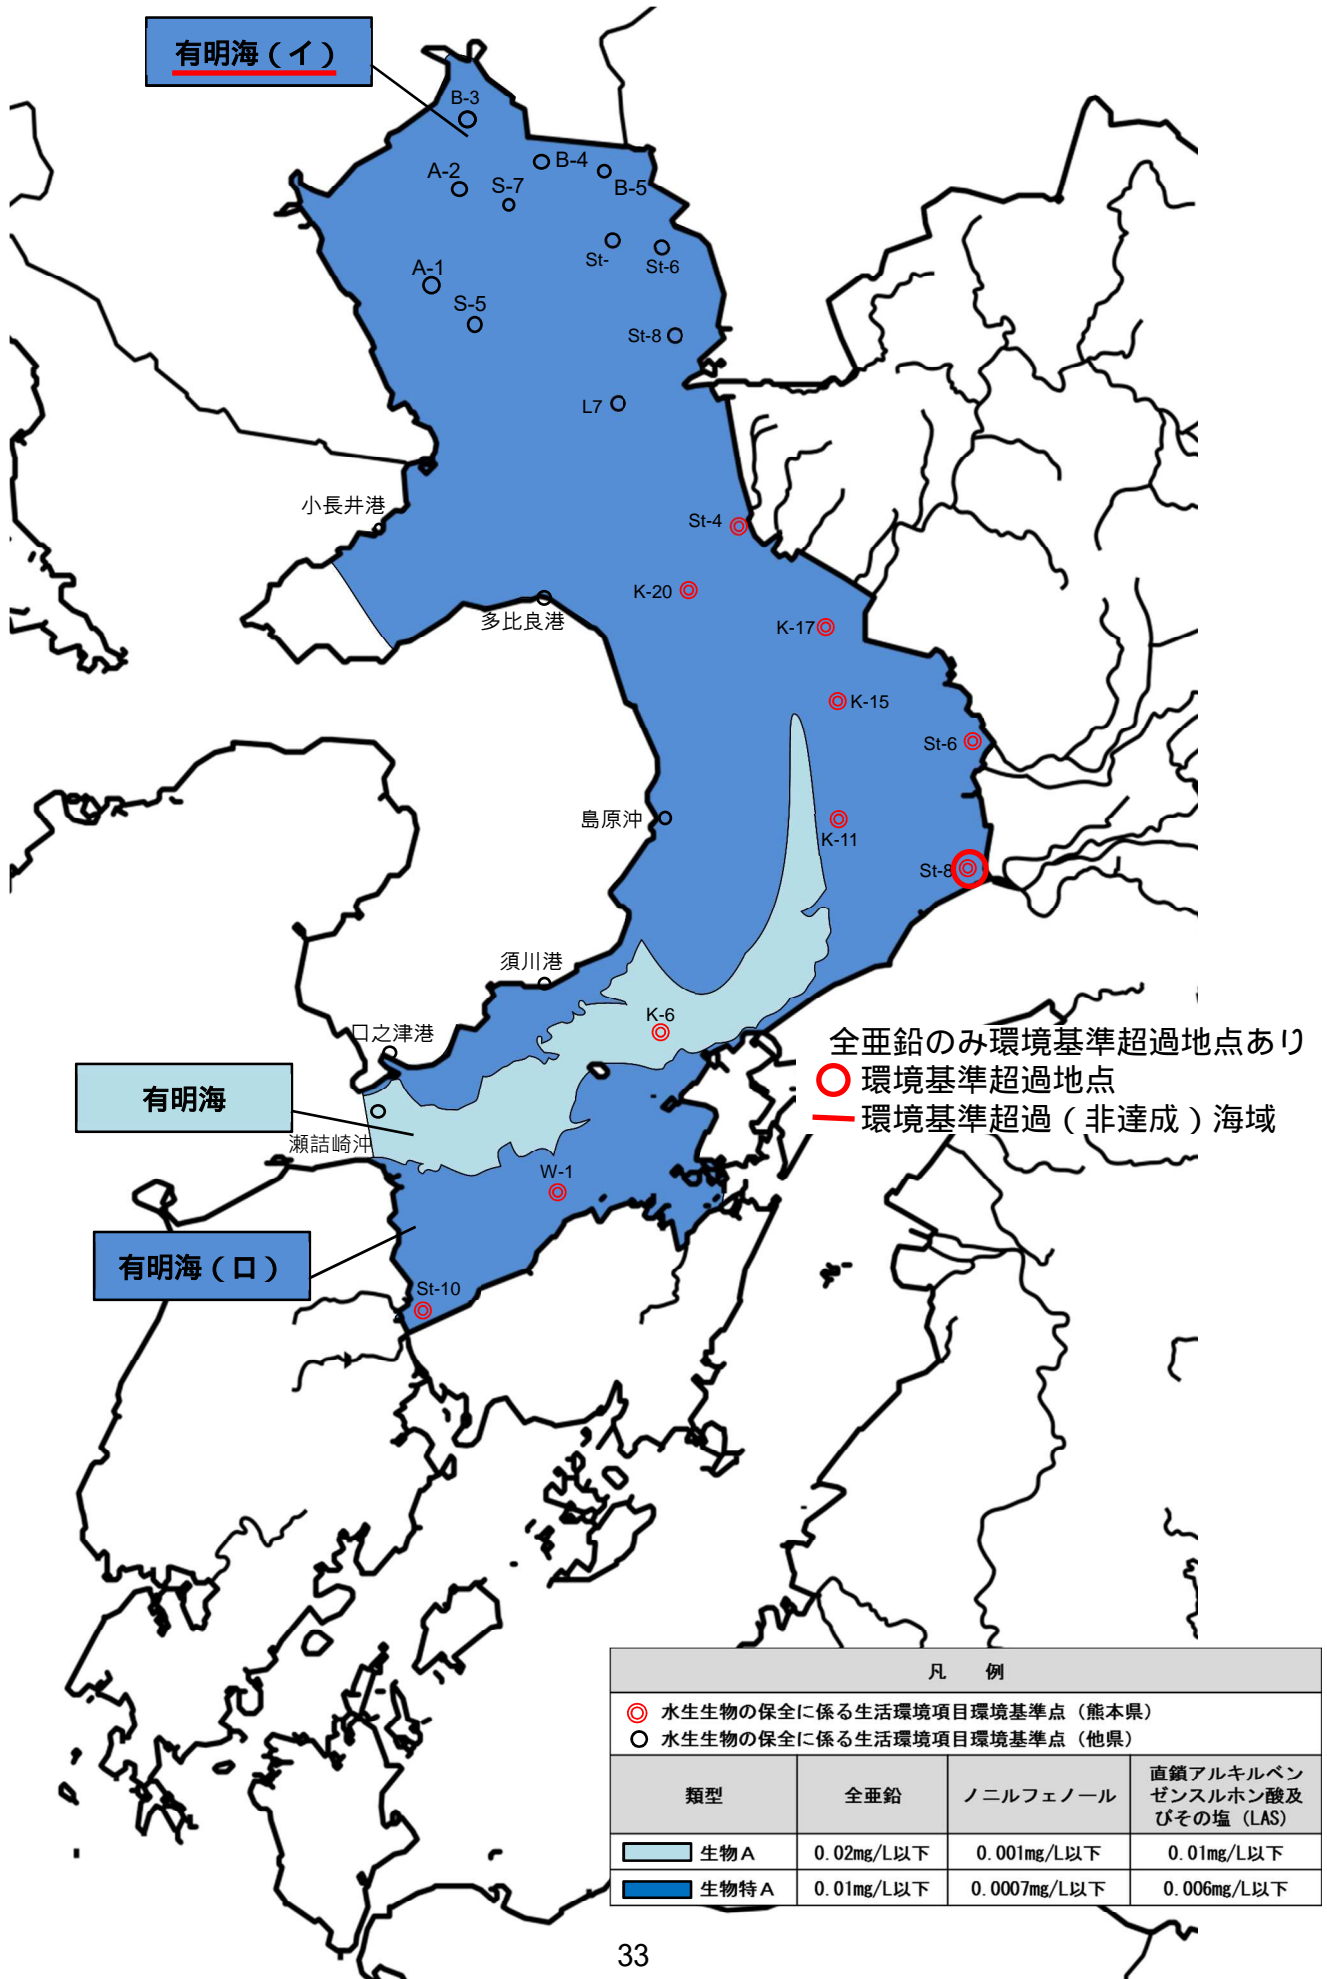 有明海（イ）
B-3
B-4
A-2
S-7
B-5
St-
St-6
A-1
S-5
St-8
L7
小長井港
St-4
K-20
多比良港
K-17
K-15
St-6
島原沖
K-11
St-8
須川港
K-6
口之津港
全亜鉛のみ環境基準超過地点あり
環境基準超過地点
環境基準超過（非達成）海域
有明海
瀬詰崎沖
W-1
有明海（ロ）
St-10
凡　例
水生生物の保全に係る生活環境項目環境基準点（熊本県）
水生生物の保全に係る生活環境項目環境基準点（他県）
類型
全亜鉛
ノニルフェノール
直鎖アルキルベン
ゼンスルホン酸及
びその塩（LAS）
生物A
0.02mg/L以下
0.001mg/L以下
0.01mg/L以下
生物特A
0.01mg/L以下
0.0007mg/L以下
0.006mg/L以下
33